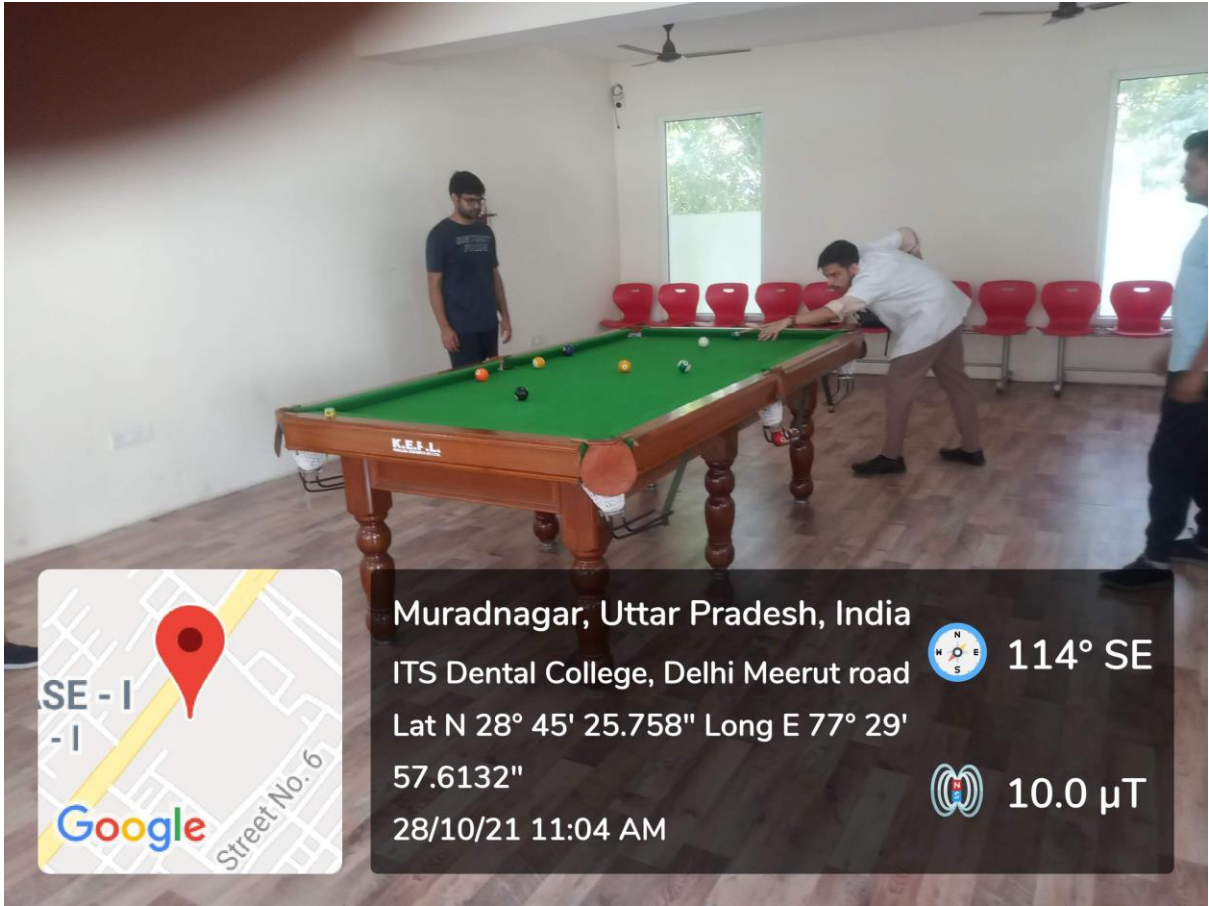 K.E.F.L.
Muradnagar, Uttar Pradesh, India
ITS Dental College, Delhi Meerut road
Lat N 28° 45' 25.758" Long E 77° 29'
57.6132"
28/10/21 11:04 AM
N
W E
S
114° SE
N
S
10.0 µT
SE - I
- I
Street No. 6
Google